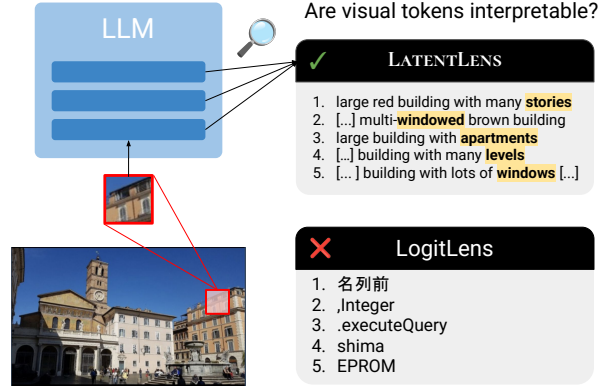 Are visual tokens interpretable?
LLM
LATENTLENS
1. large red building with many stories
2. [...] multi-windowed brown building
3. large building with apartments
4. [...] building with many levels
5. [... ] building with lots of windows [...]
LogitLens
1. 名列前
2. ,Integer
3. .executeQuery
4. shima
5. EPROM